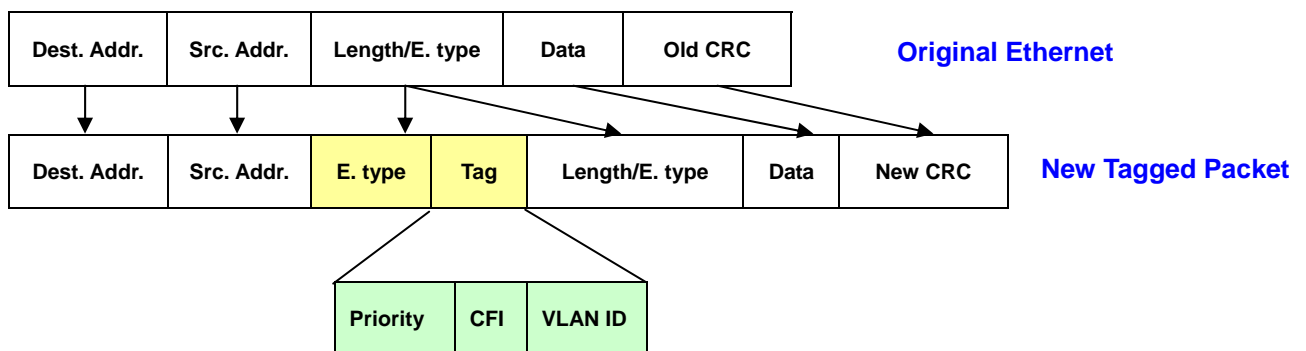 Dest. Addr. Src. Addr. Length/E. type Data Old CRC Original Ethernet
Dest. Addr. Src. Addr. E. type Tag Length/E. type Data New CRC New Tagged Packet
Priority CFI VLAN ID